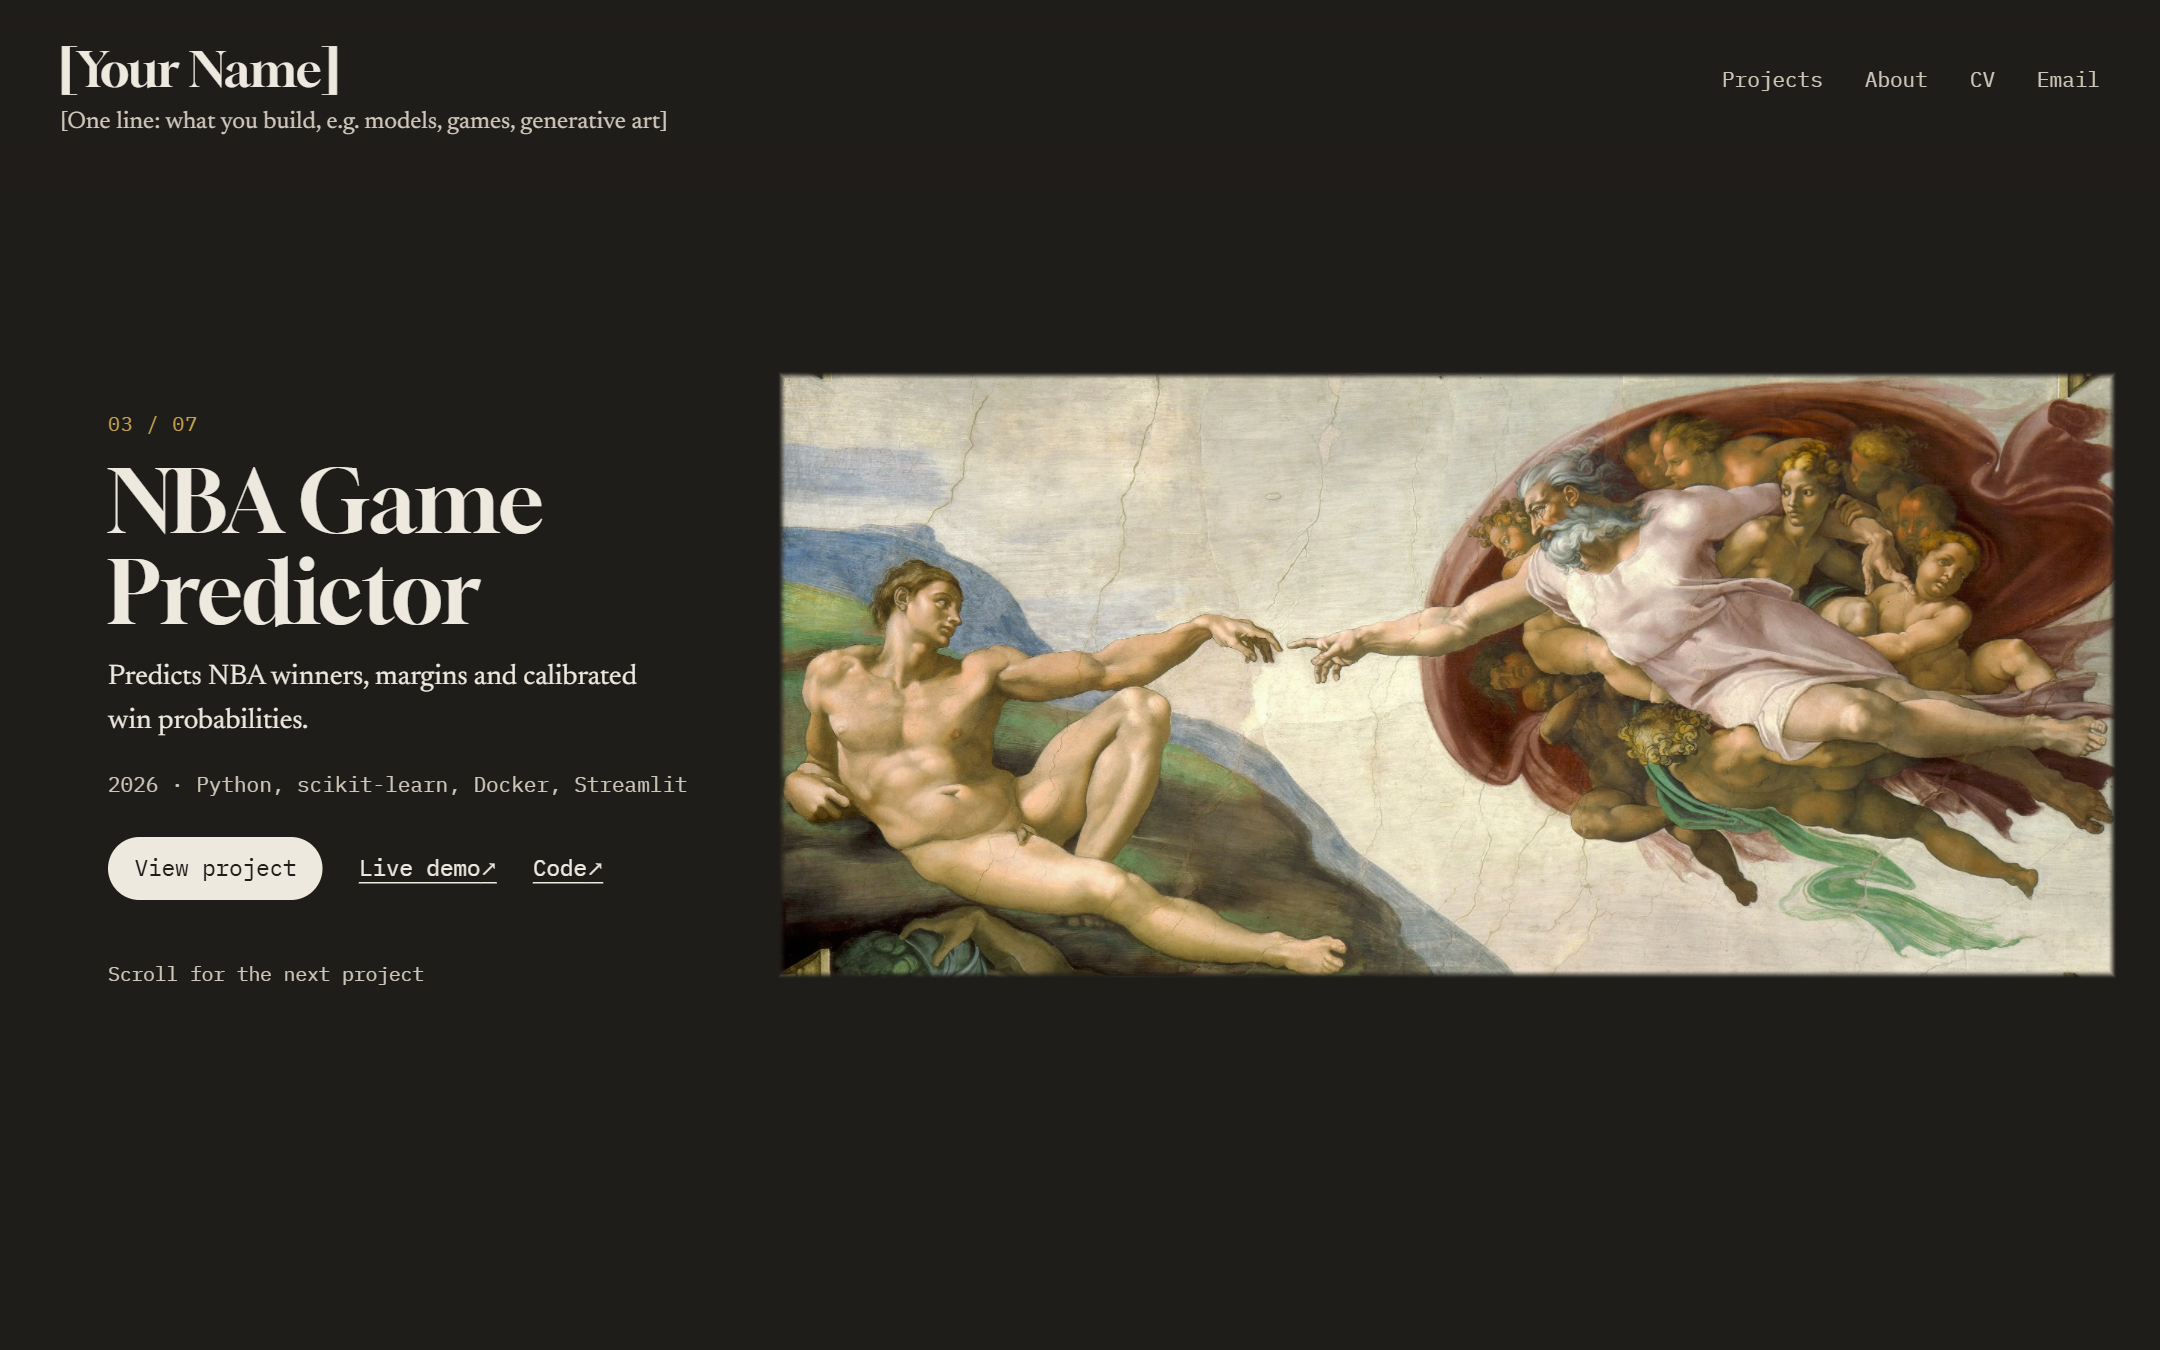 [Your Name]
[One line: what you build, e.g. models, games, generative art]
Projects About CV Email
03 / 07
NBA Game
Predictor
Predicts NBA winners, margins and calibrated
win probabilities.
2026 · Python, scikit-learn, Docker, Streamlit
View project Live demo↗ Code↗
Scroll for the next project